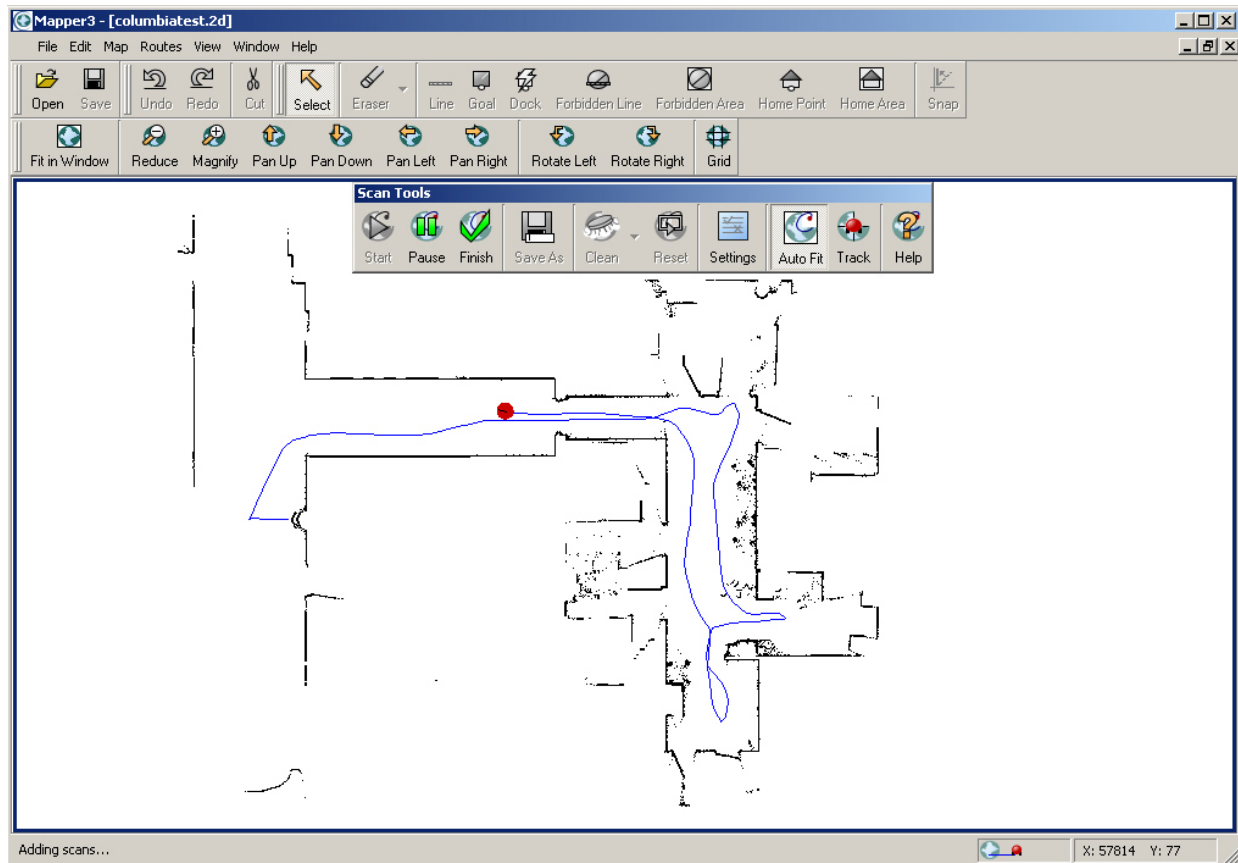 Mapper3 - [columbiatest.2d]
File Edit Map Routes View Window Help
Open Save Undo Redo Cut Select Eraser Line Goal Dock Forbidden Line Forbidden Area Home Point Home Area Snap
Fit in Window Reduce Magnify Pan Up Pan Down Pan Left Pan Right Rotate Left Rotate Right Grid
Scan Tools
Start Pause Finish Save As Clean Reset Settings Auto Fit Track Help
Adding scans... X: 57814 Y: 77